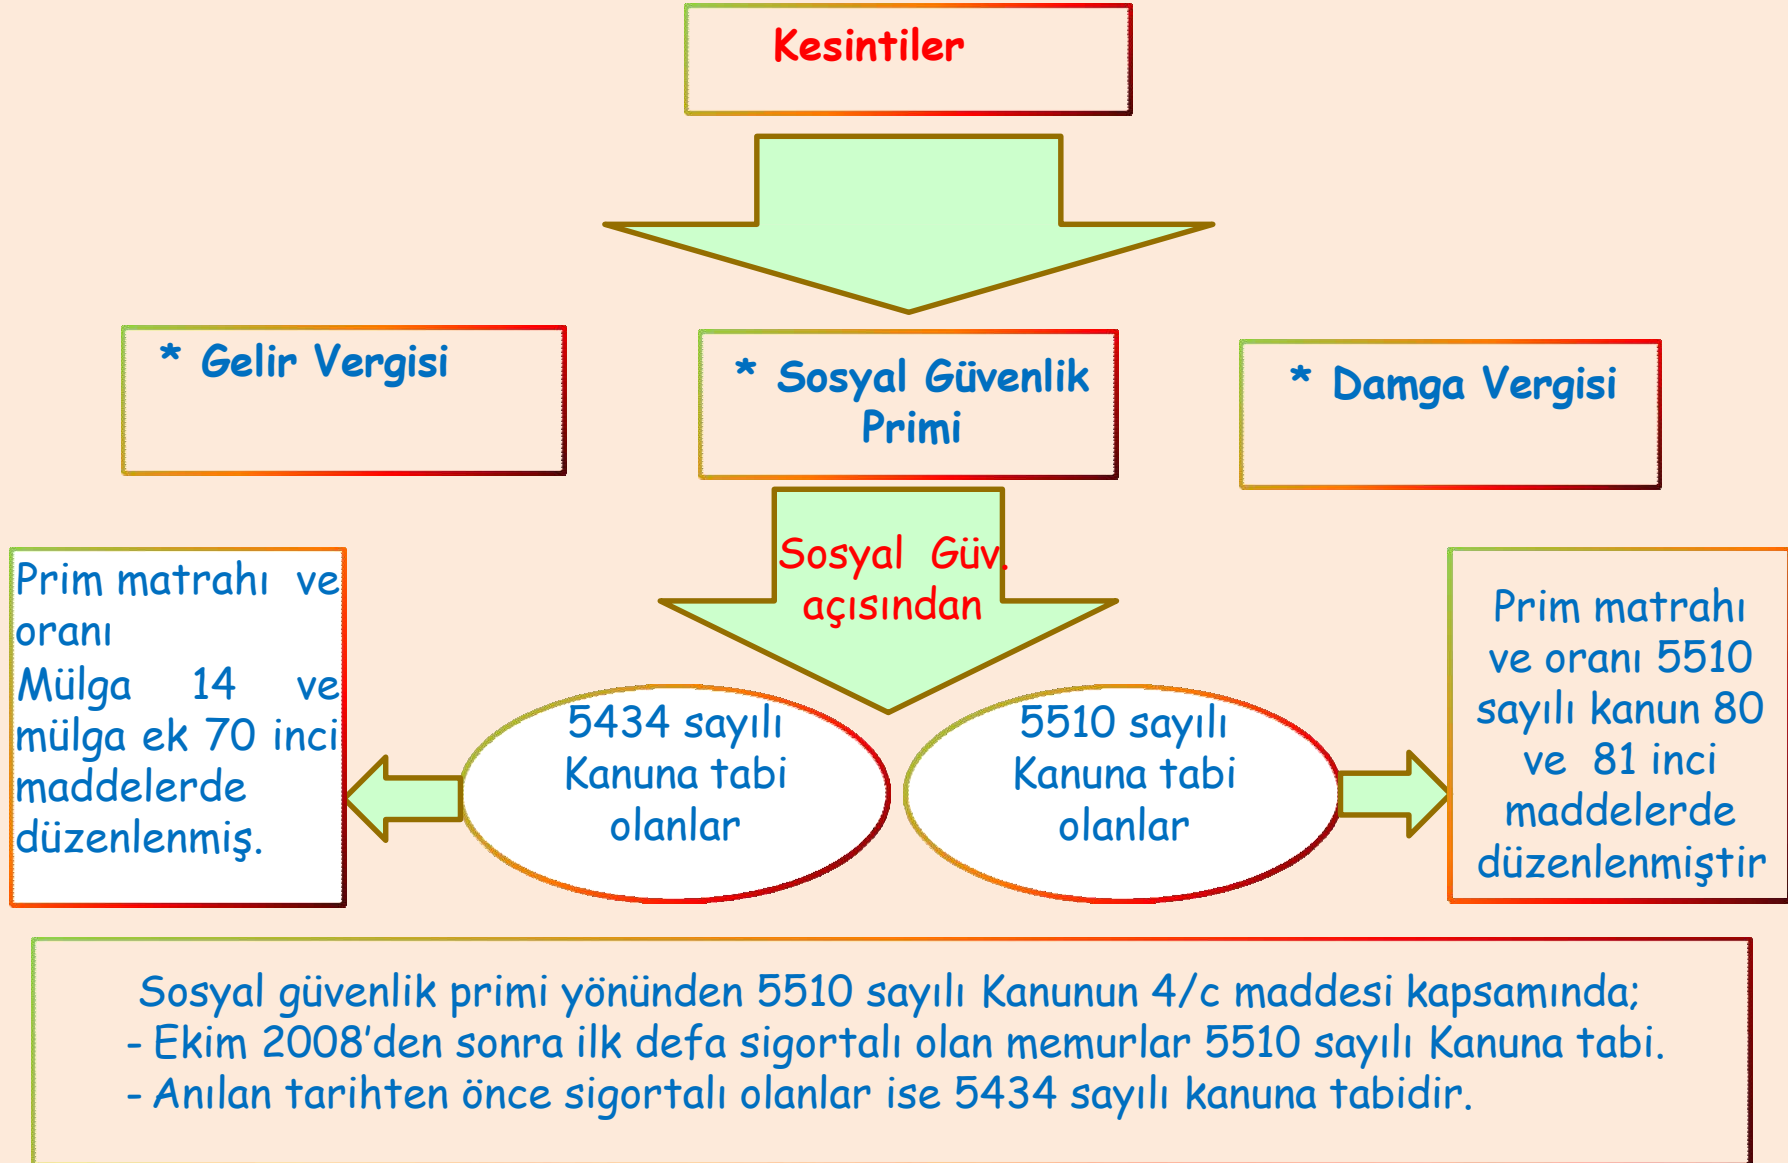 Kesintiler
* Gelir Vergisi
* Sosyal Güvenlik
Primi
* Damga Vergisi
Sosyal Güv.
açısından
Prim matrahı ve
oranı
Mülga 14 ve
mülga ek 70 inci
maddelerde
düzenlenmiş.
5434 sayılı
Kanuna tabi
olanlar
5510 sayılı
Kanuna tabi
olanlar
Prim matrahı
ve oranı 5510
sayılı kanun 80
ve 81 inci
maddelerde
düzenlenmiştir
Sosyal güvenlik primi yönünden 5510 sayılı Kanunun 4/c maddesi kapsamında;
- Ekim 2008’den sonra ilk defa sigortalı olan memurlar 5510 sayılı Kanuna tabi.
- Anılan tarihten önce sigortalı olanlar ise 5434 sayılı kanuna tabidir.